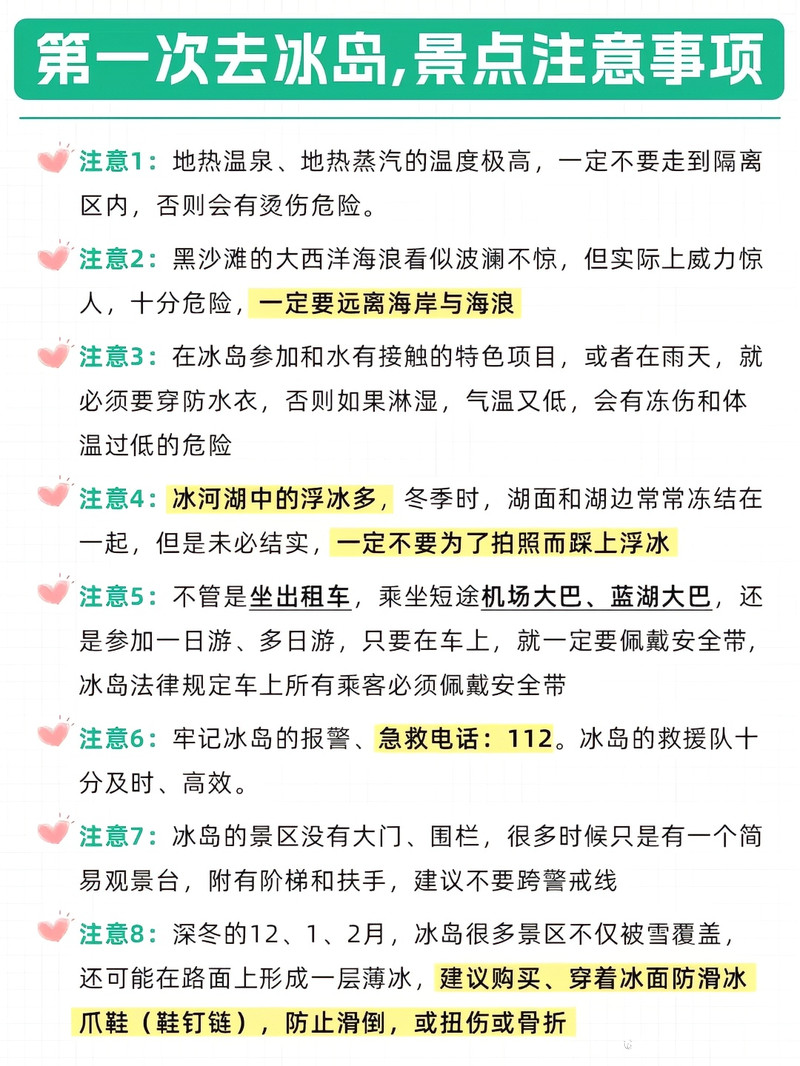 第一次去冰岛,景点注意事项
注意1：地热温泉、地热蒸汽的温度极高，一定不要走到隔离
区内，否则会有烫伤危险。
注意2：黑沙滩的大西洋海浪看似波澜不惊，但实际上威力惊
人，十分危险，一定要远离海岸与海浪
注意3：在冰岛参加和水有接触的特色项目，或者在雨天，就
必须要穿防水衣，否则如果淋湿，气温又低，会有冻伤和体
温过低的危险
注意4：冰河湖中的浮冰多，冬季时，湖面和湖边常常冻结在
一起，但是未必结实，一定不要为了拍照而踩上浮冰
注意5：不管是坐出租车，乘坐短途机场大巴、蓝湖大巴，还
是参加一日游、多日游，只要在车上，就一定要佩戴安全带，
冰岛法律规定车上所有乘客必须佩戴安全带
注意6：牢记冰岛的报警、急救电话：112。冰岛的救援队十
分及时、高效。
注意7：冰岛的景区没有大门、围栏，很多时候只是有一个简
易观景台，附有阶梯和扶手，建议不要跨警戒线
注意8：深冬的12、1、2月，冰岛很多景区不仅被雪覆盖，
还可能在路面上形成一层薄冰，建议购买、穿着冰面防滑冰
爪鞋（鞋钉链），防止滑倒，或扭伤或骨折